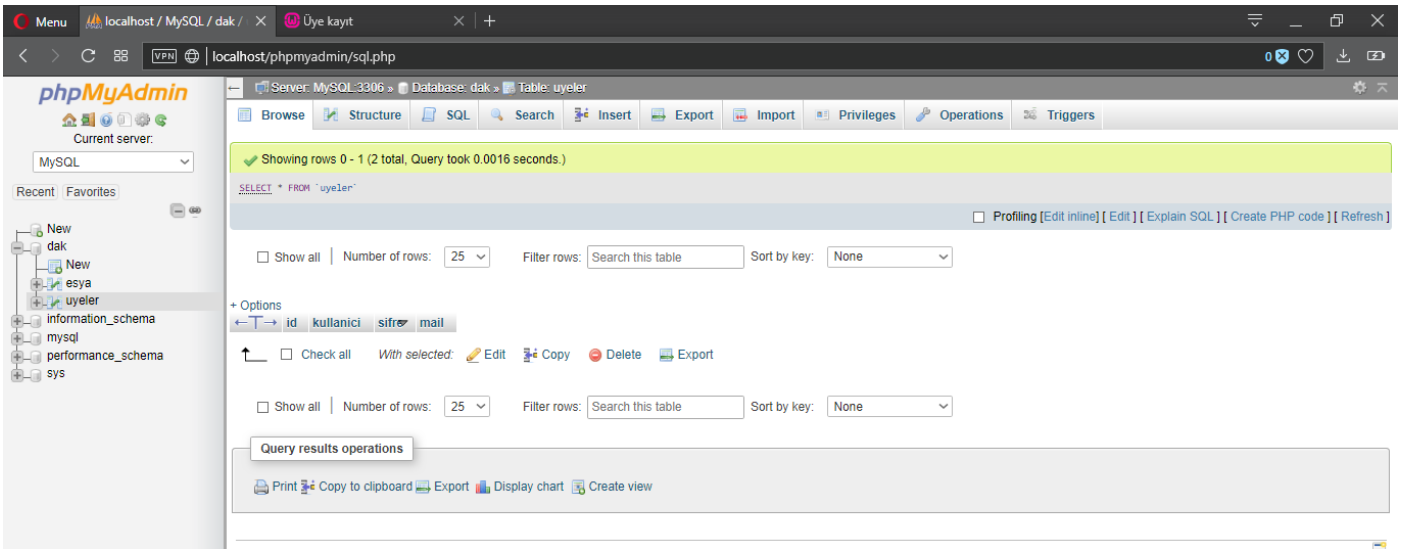 Menu localhost / MySQL / dak / Üye kayıt
VPN localhost/phpmyadmin/sql.php 0
phpMyAdmin
Current server:
MySQL
Recent Favorites
New
dak
New
esya
uyeler
information_schema
mysql
performance_schema
sys
Server: MySQL:3306 » Database: dak » Table: uyeler
Browse Structure SQL Search Insert Export Import Privileges Operations Triggers
Showing rows 0 - 1 (2 total, Query took 0.0016 seconds.)
SELECT * FROM `uyeler`
Profiling [Edit inline] [ Edit ] [ Explain SQL ] [ Create PHP code ] [ Refresh ]
Show all Number of rows: 25 Filter rows: Search this table Sort by key: None
+ Options
←T→ id kullanici sifre mail
Check all With selected: Edit Copy Delete Export
Show all Number of rows: 25 Filter rows: Search this table Sort by key: None
Query results operations
Print Copy to clipboard Export Display chart Create view